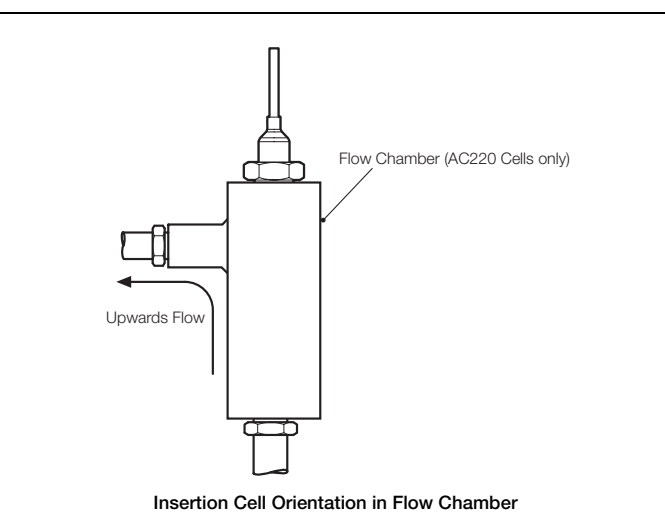 Flow Chamber (AC220 Cells only)
Upwards Flow
Insertion Cell Orientation in Flow Chamber